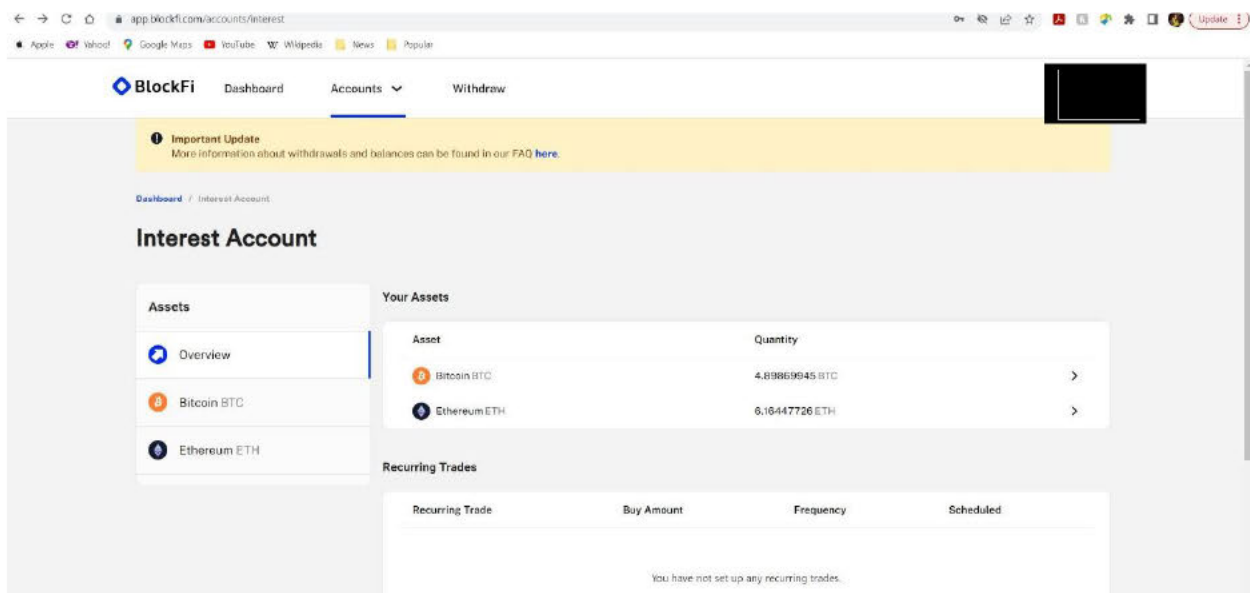 app.blockfi.com/accounts/interest
Update
Apple Yahoo! Google Maps YouTube Wikipedia News Popular
BlockFi Dashboard Accounts Withdraw
Important Update
More information about withdrawals and balances can be found in our FAQ here.
Dashboard / Interest Account
Interest Account
Assets
Overview
Bitcoin BTC
Ethereum ETH
Your Assets
Asset Quantity
Bitcoin BTC 4.89869945 BTC
Ethereum ETH 6.16447726 ETH
Recurring Trades
Recurring Trade Buy Amount Frequency Scheduled
You have not set up any recurring trades.